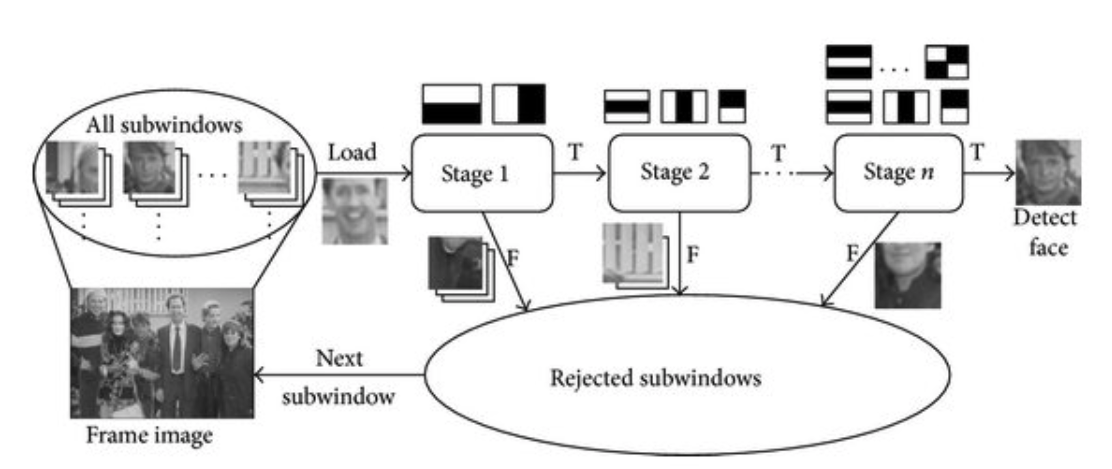 All subwindows
. . .
Load
Stage 1
T
Stage 2
T
. . .
. . .
Stage n
T
Detect
face
F
F
F
Next
subwindow
Rejected subwindows
Frame image